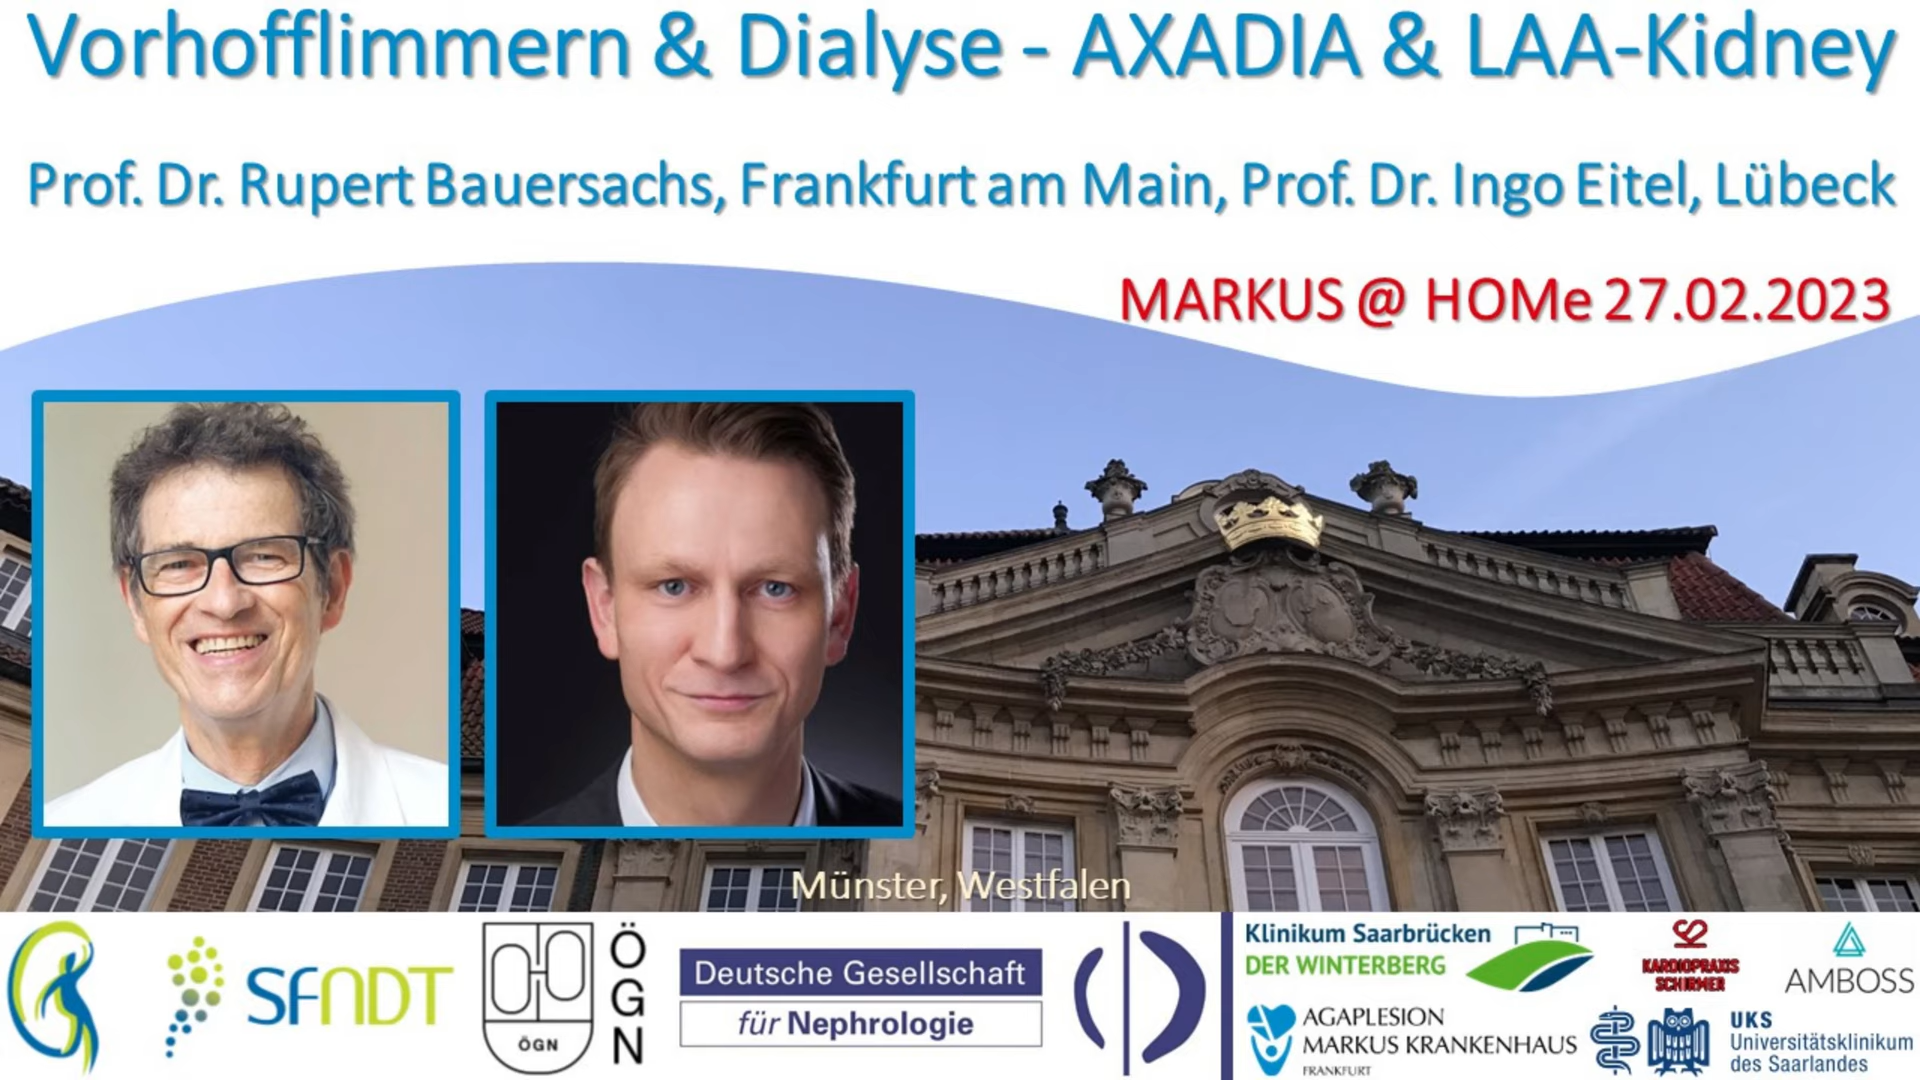 Vorhofflimmern & Dialyse - AXADIA & LAA-Kidney
Prof. Dr. Rupert Bauersachs, Frankfurt am Main, Prof. Dr. Ingo Eitel, Lübeck
MARKUS @ HOMe 27.02.2023
Münster, Westfalen
SFNDT
ÖGN
ÖGN
Deutsche Gesellschaft
für Nephrologie
Klinikum Saarbrücken
DER WINTERBERG
KARDIOPRAXIS
SCHIRMER
AMBOSS
AGAPLESION
MARKUS KRANKENHAUS
FRANKFURT
UKS
Universitätsklinikum
des Saarlandes